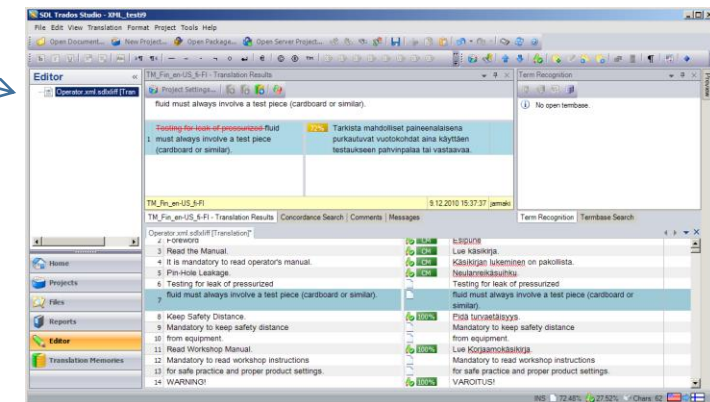 SDL Trados Studio - XML_testi9
File Edit View Translation Format Project Tools Help
Open Document... New Project... Open Package... Open Server Project...
Editor
Operator.xml.sdlxliff [Tran
TM_Fin_en-US_fi-FI - Translation Results
Project Settings...
fluid must always involve a test piece (cardboard or similar).
1 Testing for leak of pressurized fluid must always involve a test piece (cardboard or similar).
Tarkista mahdolliset paineenalaisena purkautuvat vuotokohdat aina käyttäen testaukseen pahvinpalaa tai vastaavaa.
TM_Fin_en-US_fi-FI 9.12.2010 15:37:37 jarmaki
TM_Fin_en-US_fi-FI - Translation Results Concordance Search Comments Messages
Term Recognition
No open termbase.
Term Recognition Termbase Search
Preview
Operator.xml.sdlxliff [Translation]*
2 Foreword CM Esipuhe
3 Read the Manual. CM Lue käsikirja.
4 It is mandatory to read operator's manual. CM Käsikirjan lukeminen on pakollista.
5 Pin-Hole Leakage. CM Neulanreikäsuihku.
6 Testing for leak of pressurized Testing for leak of pressurized
7 fluid must always involve a test piece (cardboard or similar). fluid must always involve a test piece (cardboard or similar).
8 Keep Safety Distance. 100% Pidä turvaetäisyys.
9 Mandatory to keep safety distance Mandatory to keep safety distance
10 from equipment. from equipment.
11 Read Workshop Manual. 100% Lue Korjaamokäsikirja.
12 Mandatory to read workshop instructions Mandatory to read workshop instructions
13 for safe practice and proper product settings. for safe practice and proper product settings.
14 WARNING! 100% VAROITUS!
Home
Projects
Files
Reports
Editor
Translation Memories
INS 72.48% 27.52% Chars: 62